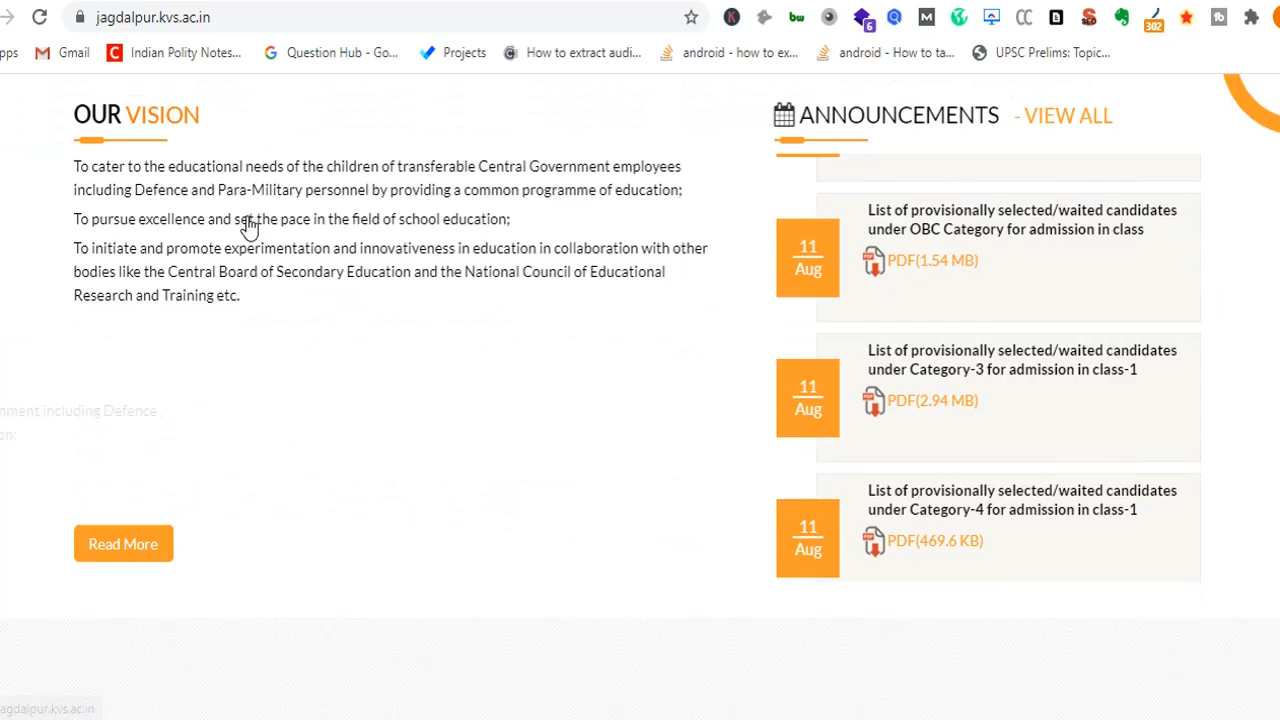 jagdalpur.kvs.ac.in
6
302
pps Gmail Indian Polity Notes... Question Hub - Go... Projects How to extract audi... android - how to ex... android - How to ta... UPSC Prelims: Topic...
OUR VISION
To cater to the educational needs of the children of transferable Central Government employees
including Defence and Para-Military personnel by providing a common programme of education;
To pursue excellence and set the pace in the field of school education;
To initiate and promote experimentation and innovativeness in education in collaboration with other
bodies like the Central Board of Secondary Education and the National Council of Educational
Research and Training etc.
nment including Defence
on:
Read More
ANNOUNCEMENTS - VIEW ALL
11
Aug
List of provisionally selected/waited candidates
under OBC Category for admission in class
PDF(1.54 MB)
11
Aug
List of provisionally selected/waited candidates
under Category-3 for admission in class-1
PDF(2.94 MB)
11
Aug
List of provisionally selected/waited candidates
under Category-4 for admission in class-1
PDF(469.6 KB)
agdalpur.kvs.ac.in